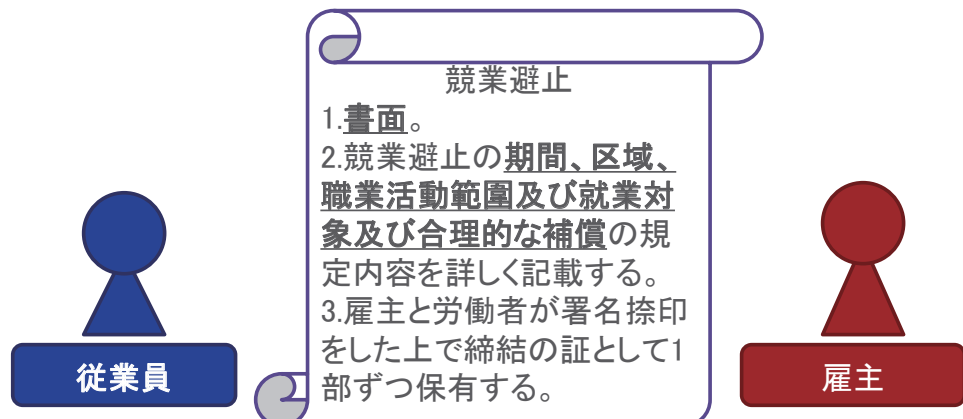 競業避止
1.書面。
2.競業避止の期間、区域、
職業活動範圍及び就業対
象及び合理的な補償の規
定内容を詳しく記載する。
3.雇主と労働者が署名捺印
をした上で締結の証として1
部ずつ保有する。
従業員
雇主